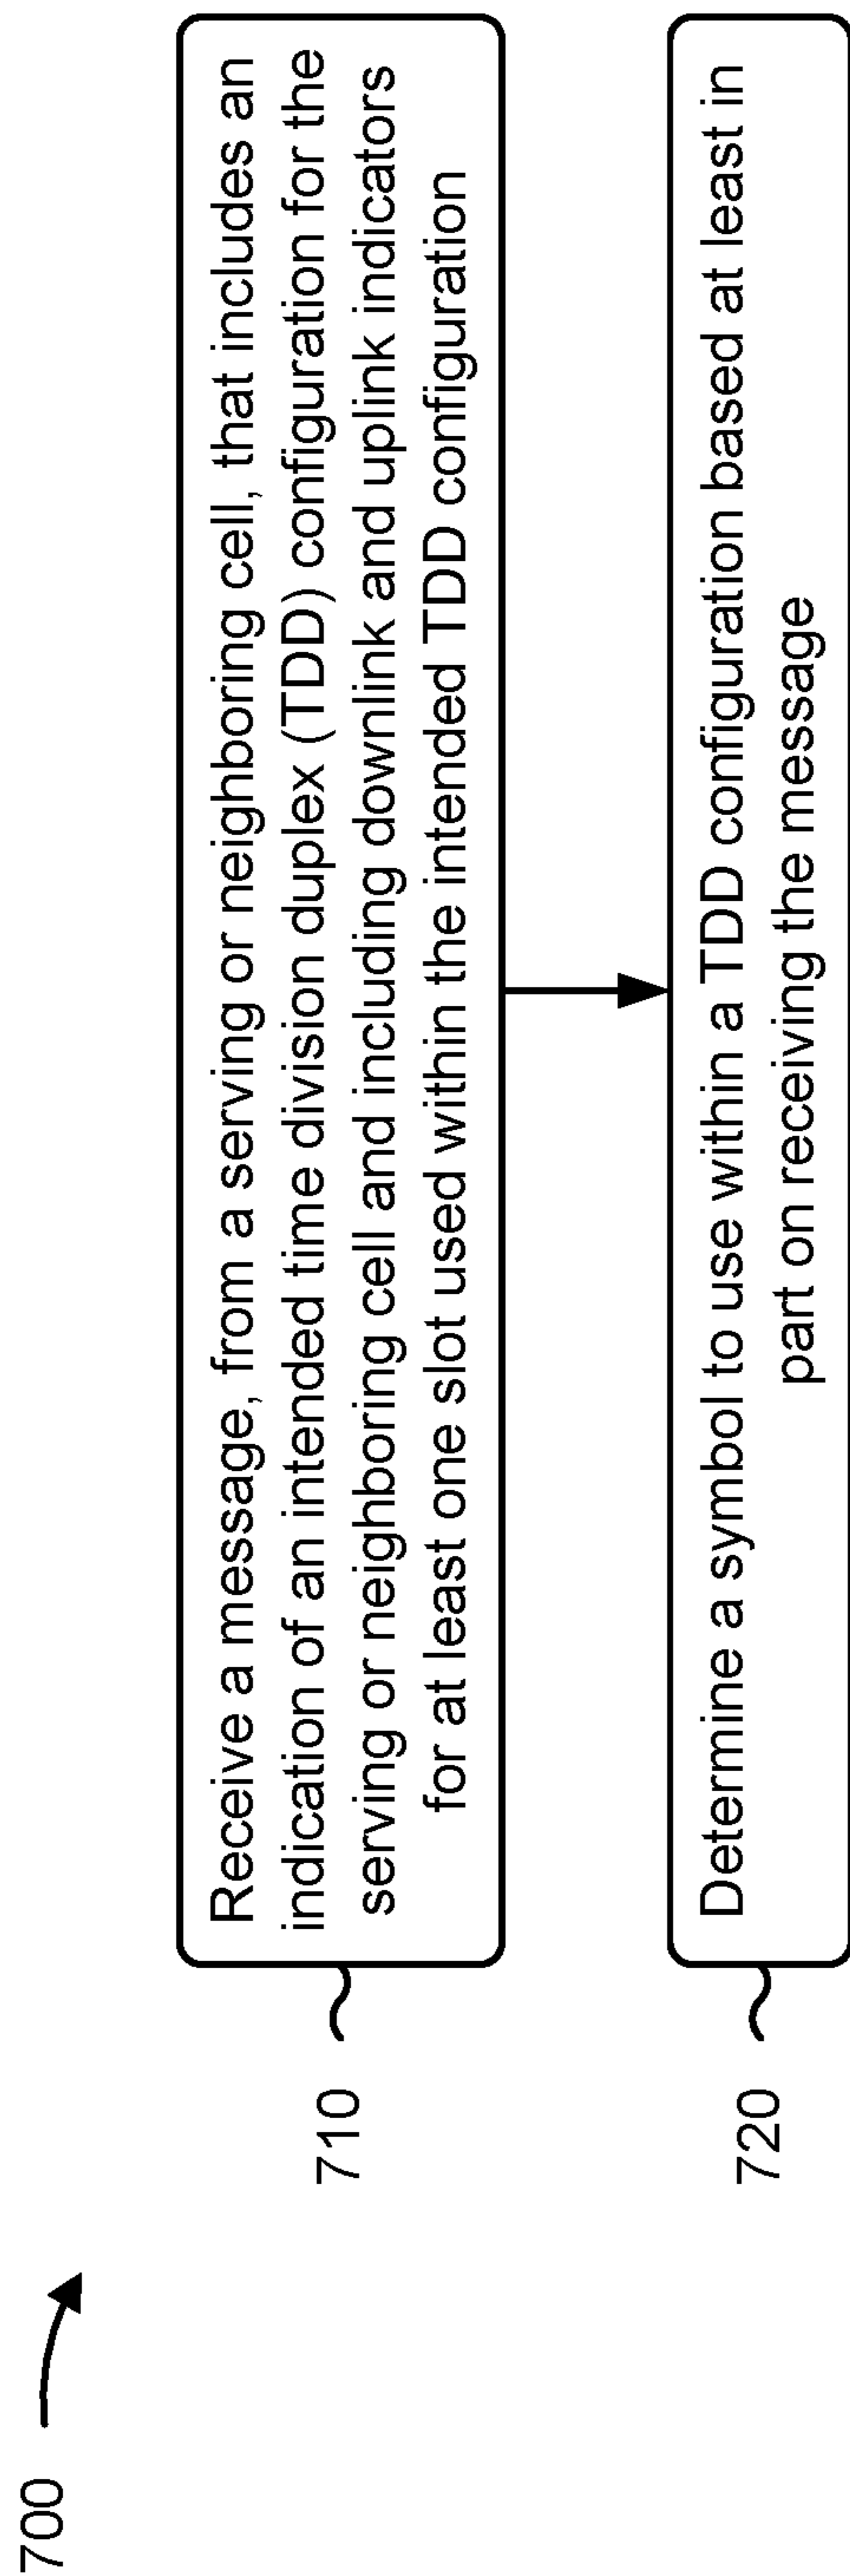 700
710
Receive a message, from a serving or neighboring cell, that includes an
indication of an intended time division duplex (TDD) configuration for the
serving or neighboring cell and including downlink and uplink indicators
for at least one slot used within the intended TDD configuration
720
Determine a symbol to use within a TDD configuration based at least in
part on receiving the message